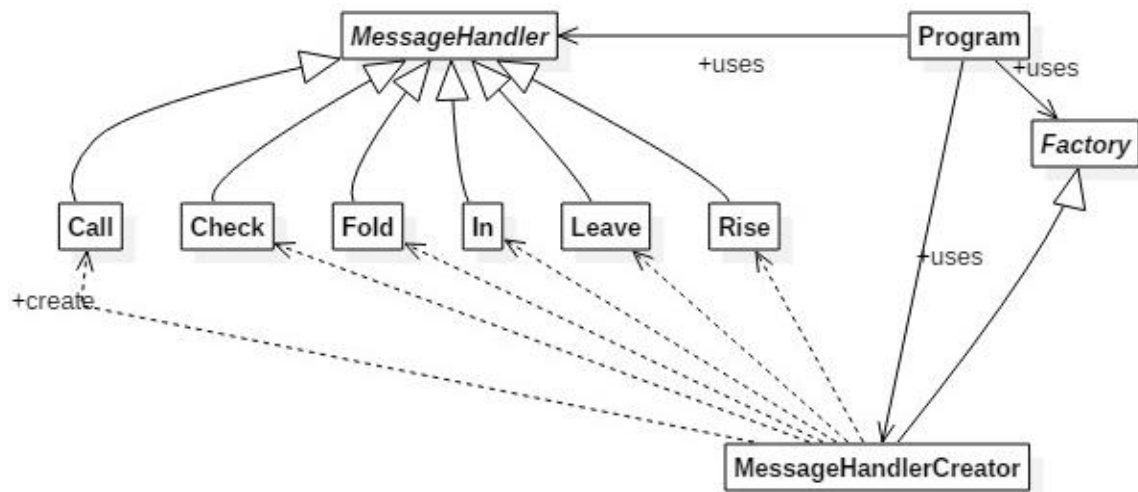 MessageHandler
Program
+uses
+uses
Factory
Call
Check
Fold
In
Leave
Rise
+uses
+create
MessageHandlerCreator